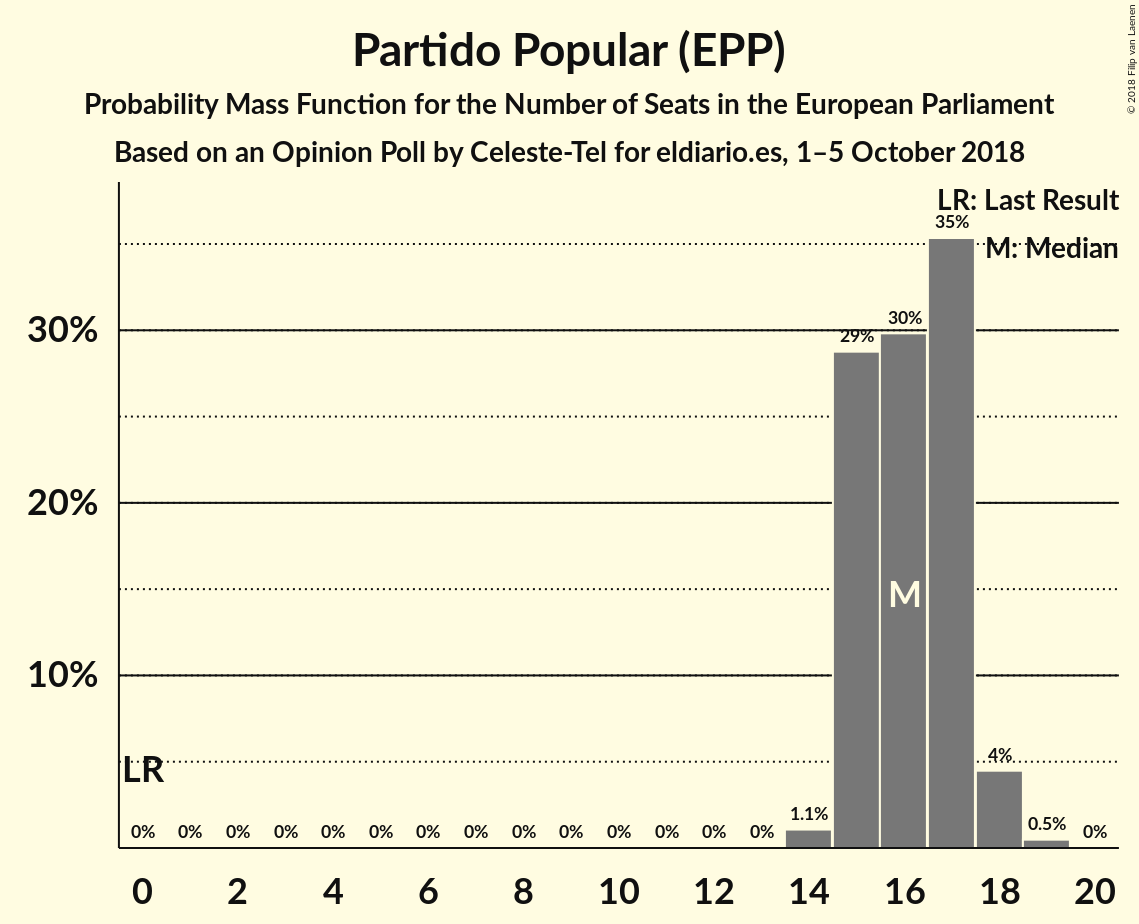 Partido Popular (EPP)
Probability Mass Function for the Number of Seats in the European Parliament
Based on an Opinion Poll by Celeste-Tel for eldiario.es, 1–5 October 2018
© 2018 Filip van Laenen
LR: Last Result
M: Median
35%
30%
29%
30%
20%
10%
M
LR
0% 0% 0% 0% 0% 0% 0% 0% 0% 0% 0% 0% 0% 0% 1.1% 4% 0.5% 0%
0 2 4 6 8 10 12 14 16 18 20